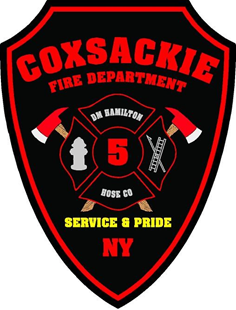 COXSACKIE
FIRE DEPARTMENT
DM HAMILTON
5
HOSE CO
SERVICE & PRIDE
NY